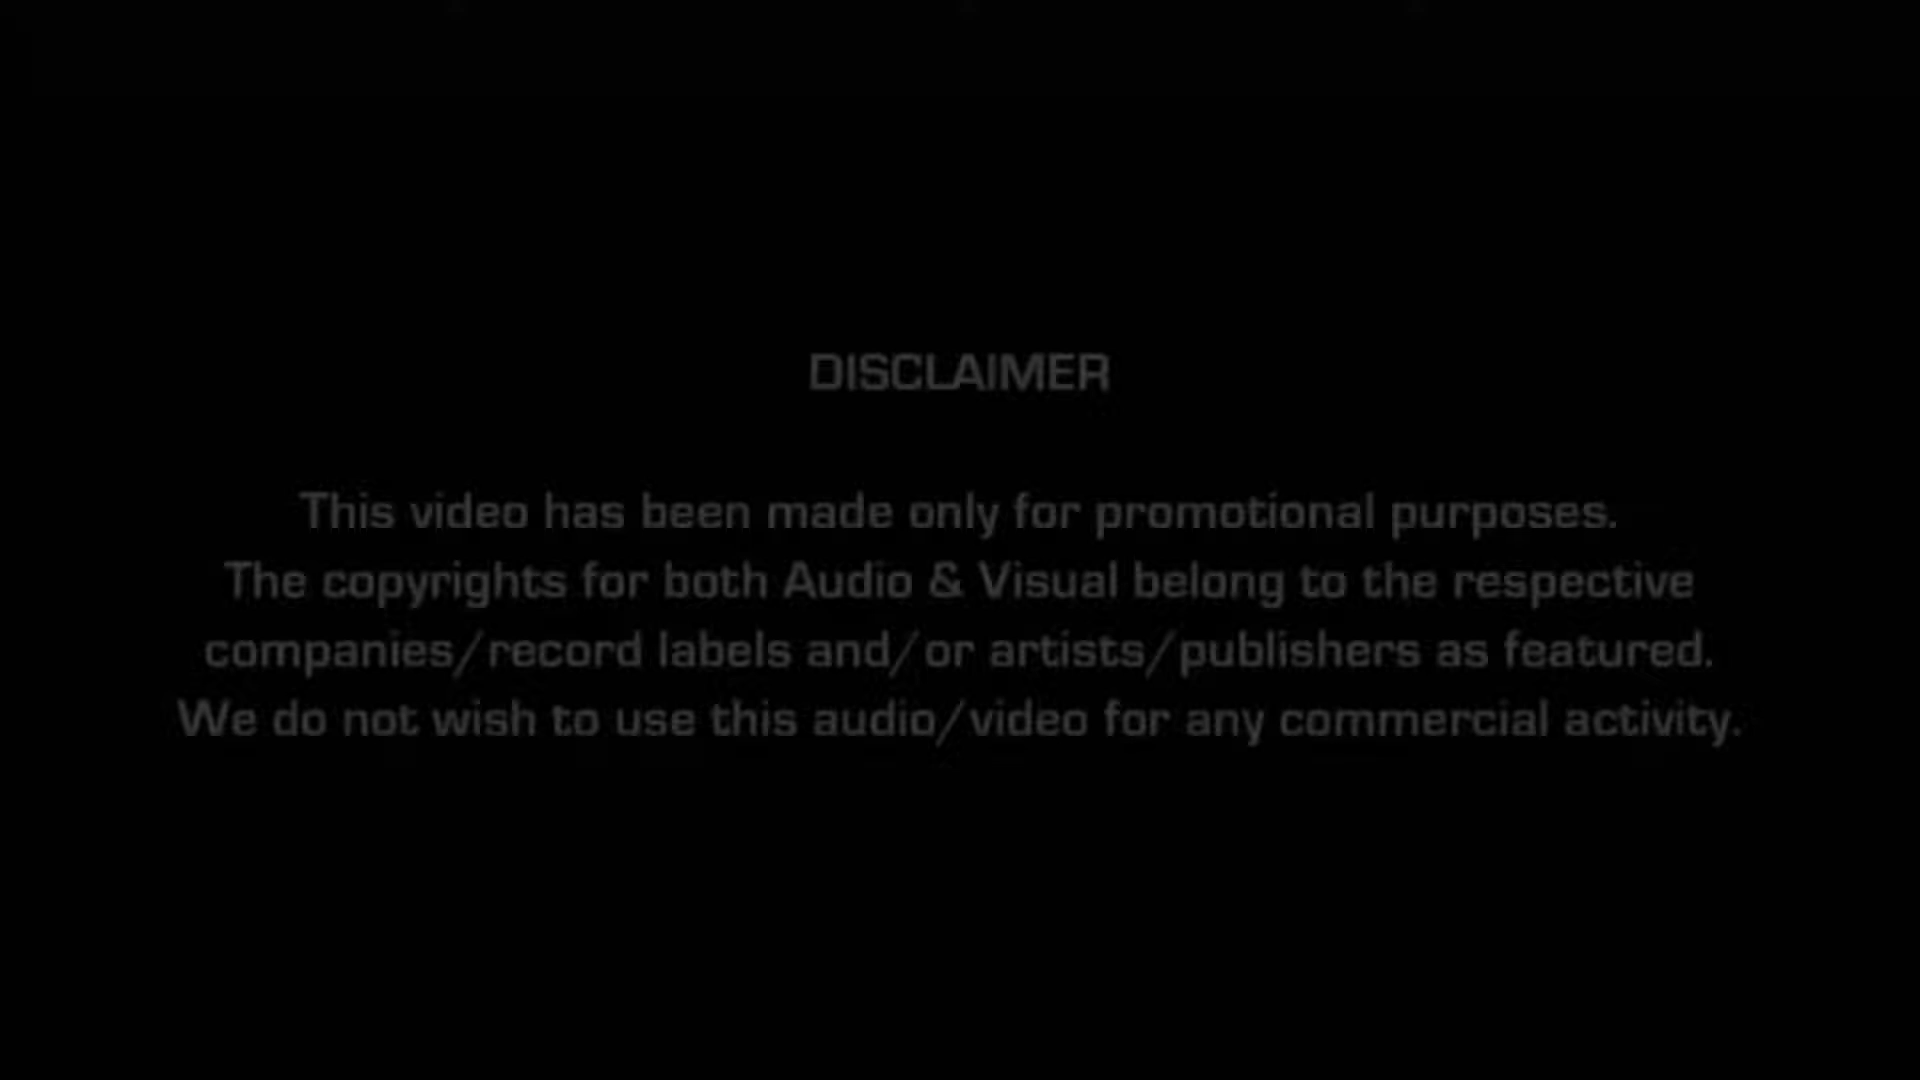 DISCLAIMER
This video has been made only for promotional purposes.
The copyrights for both Audio & Visual belong to the respective
companies/record labels and/or artists/publishers as featured.
We do not wish to use this audio/video for any commercial activity.